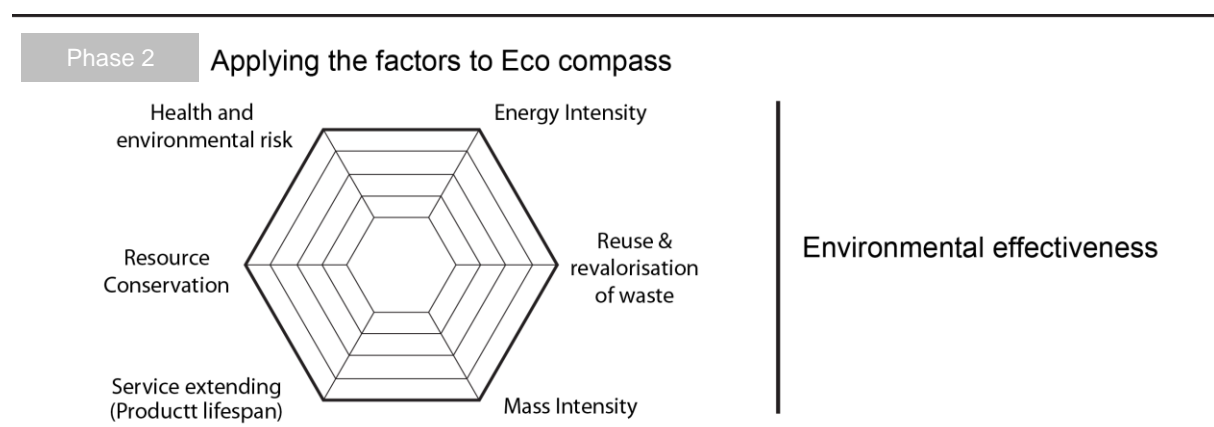 Phase 2
Applying the factors to Eco compass
Health and
environmental risk
Energy Intensity
Resource
Conservation
Reuse &
revalorisation
of waste
Service extending
(Productt lifespan)
Mass Intensity
Environmental effectiveness